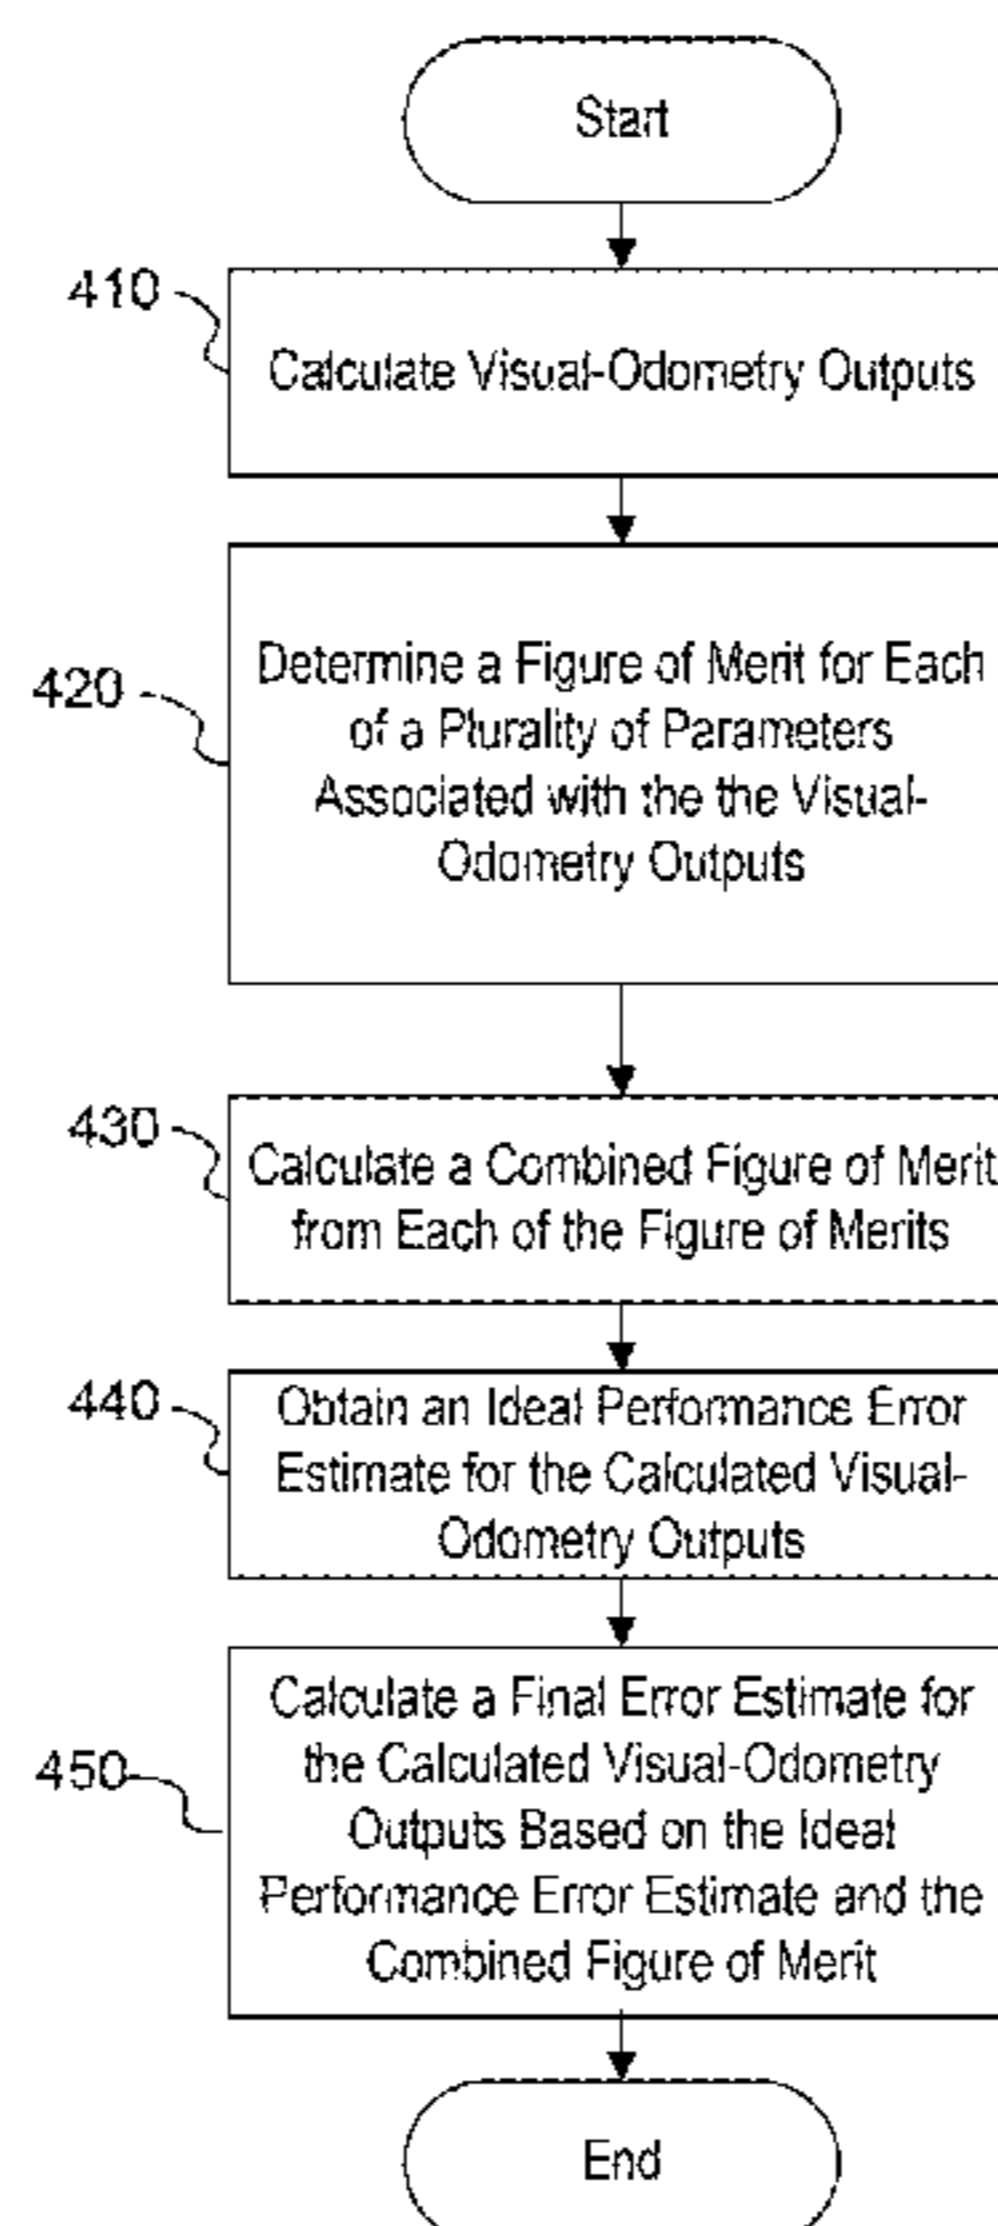 Start
410
Calculate Visual-Odometry Outputs
420
Determine a Figure of Merit for Each
of a Plurality of Parameters
Associated with the the Visual-
Odometry Outputs
430
Calculate a Combined Figure of Merit
from Each of the Figure of Merits
440
Obtain an Ideal Performance Error
Estimate for the Calculated Visual-
Odometry Outputs
450
Calculate a Final Error Estimate for
the Calculated Visual-Odometry
Outputs Based on the Ideal
Performance Error Estimate and the
Combined Figure of Merit
End